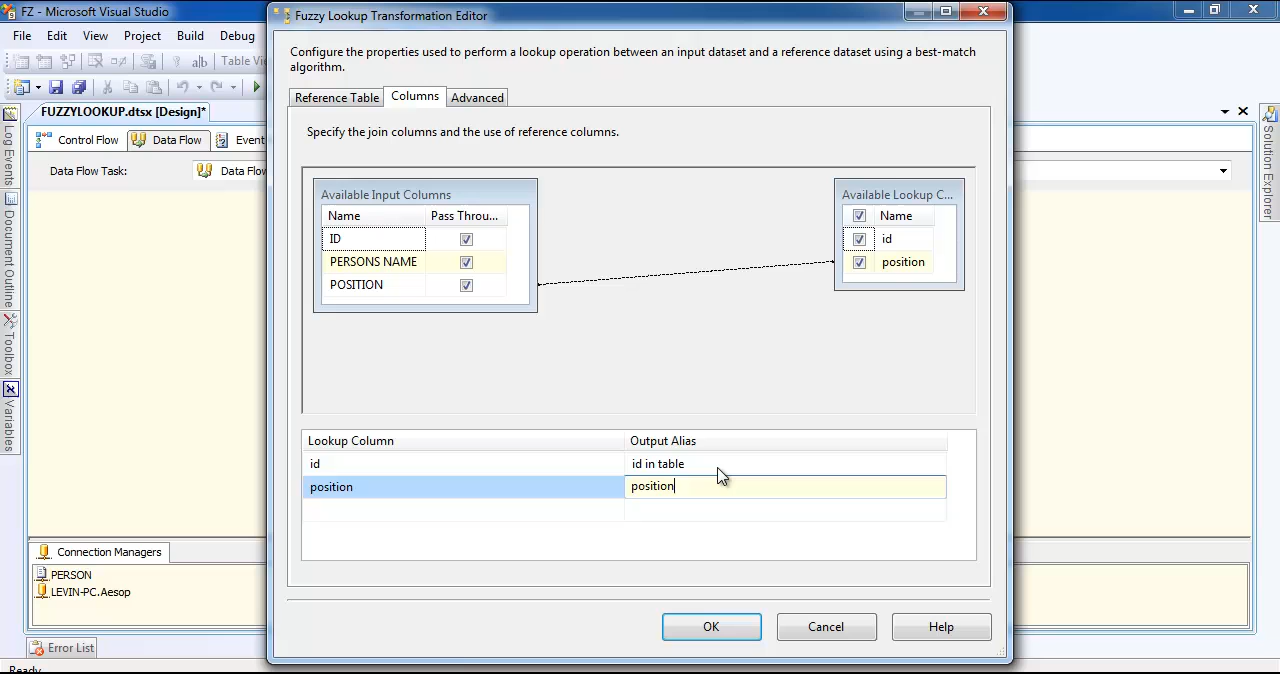 FZ - Microsoft Visual Studio
File Edit View Project Build Debug
Table Vi
FUZZYLOOKUP.dtsx [Design]*
Control Flow Data Flow Event
Data Flow Task: Data Flow
Log Events
Document Outline
Toolbox
Variables
Solution Explorer
Fuzzy Lookup Transformation Editor
Configure the properties used to perform a lookup operation between an input dataset and a reference dataset using a best-match
algorithm.
Reference Table Columns Advanced
Specify the join columns and the use of reference columns.
Available Input Columns
Name Pass Throu...
ID
PERSONS NAME
POSITION
Available Lookup C...
Name
id
position
Lookup Column Output Alias
id id in table
position position
OK Cancel Help
Connection Managers
PERSON
LEVIN-PC.Aesop
Error List
Ready